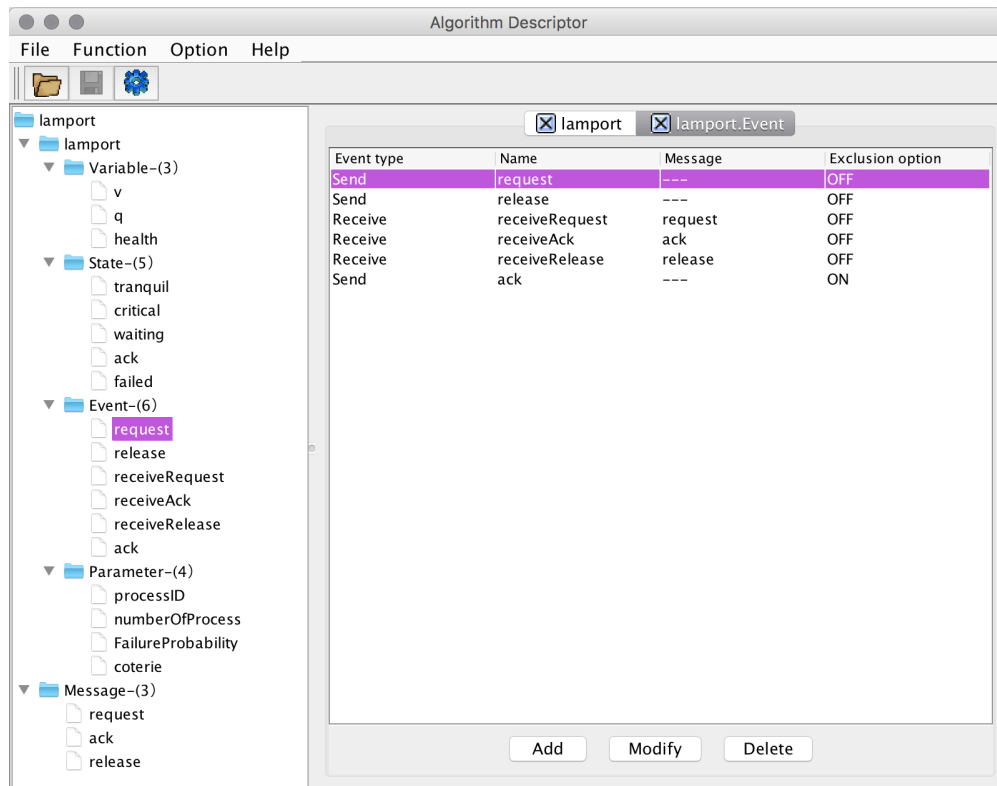 Algorithm Descriptor
File Function Option Help
lamport
lamport
Variable-(3)
v
q
health
State-(5)
tranquil
critical
waiting
ack
failed
Event-(6)
request
release
receiveRequest
receiveAck
receiveRelease
ack
Parameter-(4)
processID
numberOfProcess
FailureProbability
coterie
Message-(3)
request
ack
release
lamport lamport.Event
Event type Name Message Exclusion option
Send request --- OFF
Send release --- OFF
Receive receiveRequest request OFF
Receive receiveAck ack OFF
Receive receiveRelease release OFF
Send ack --- ON
Add Modify Delete